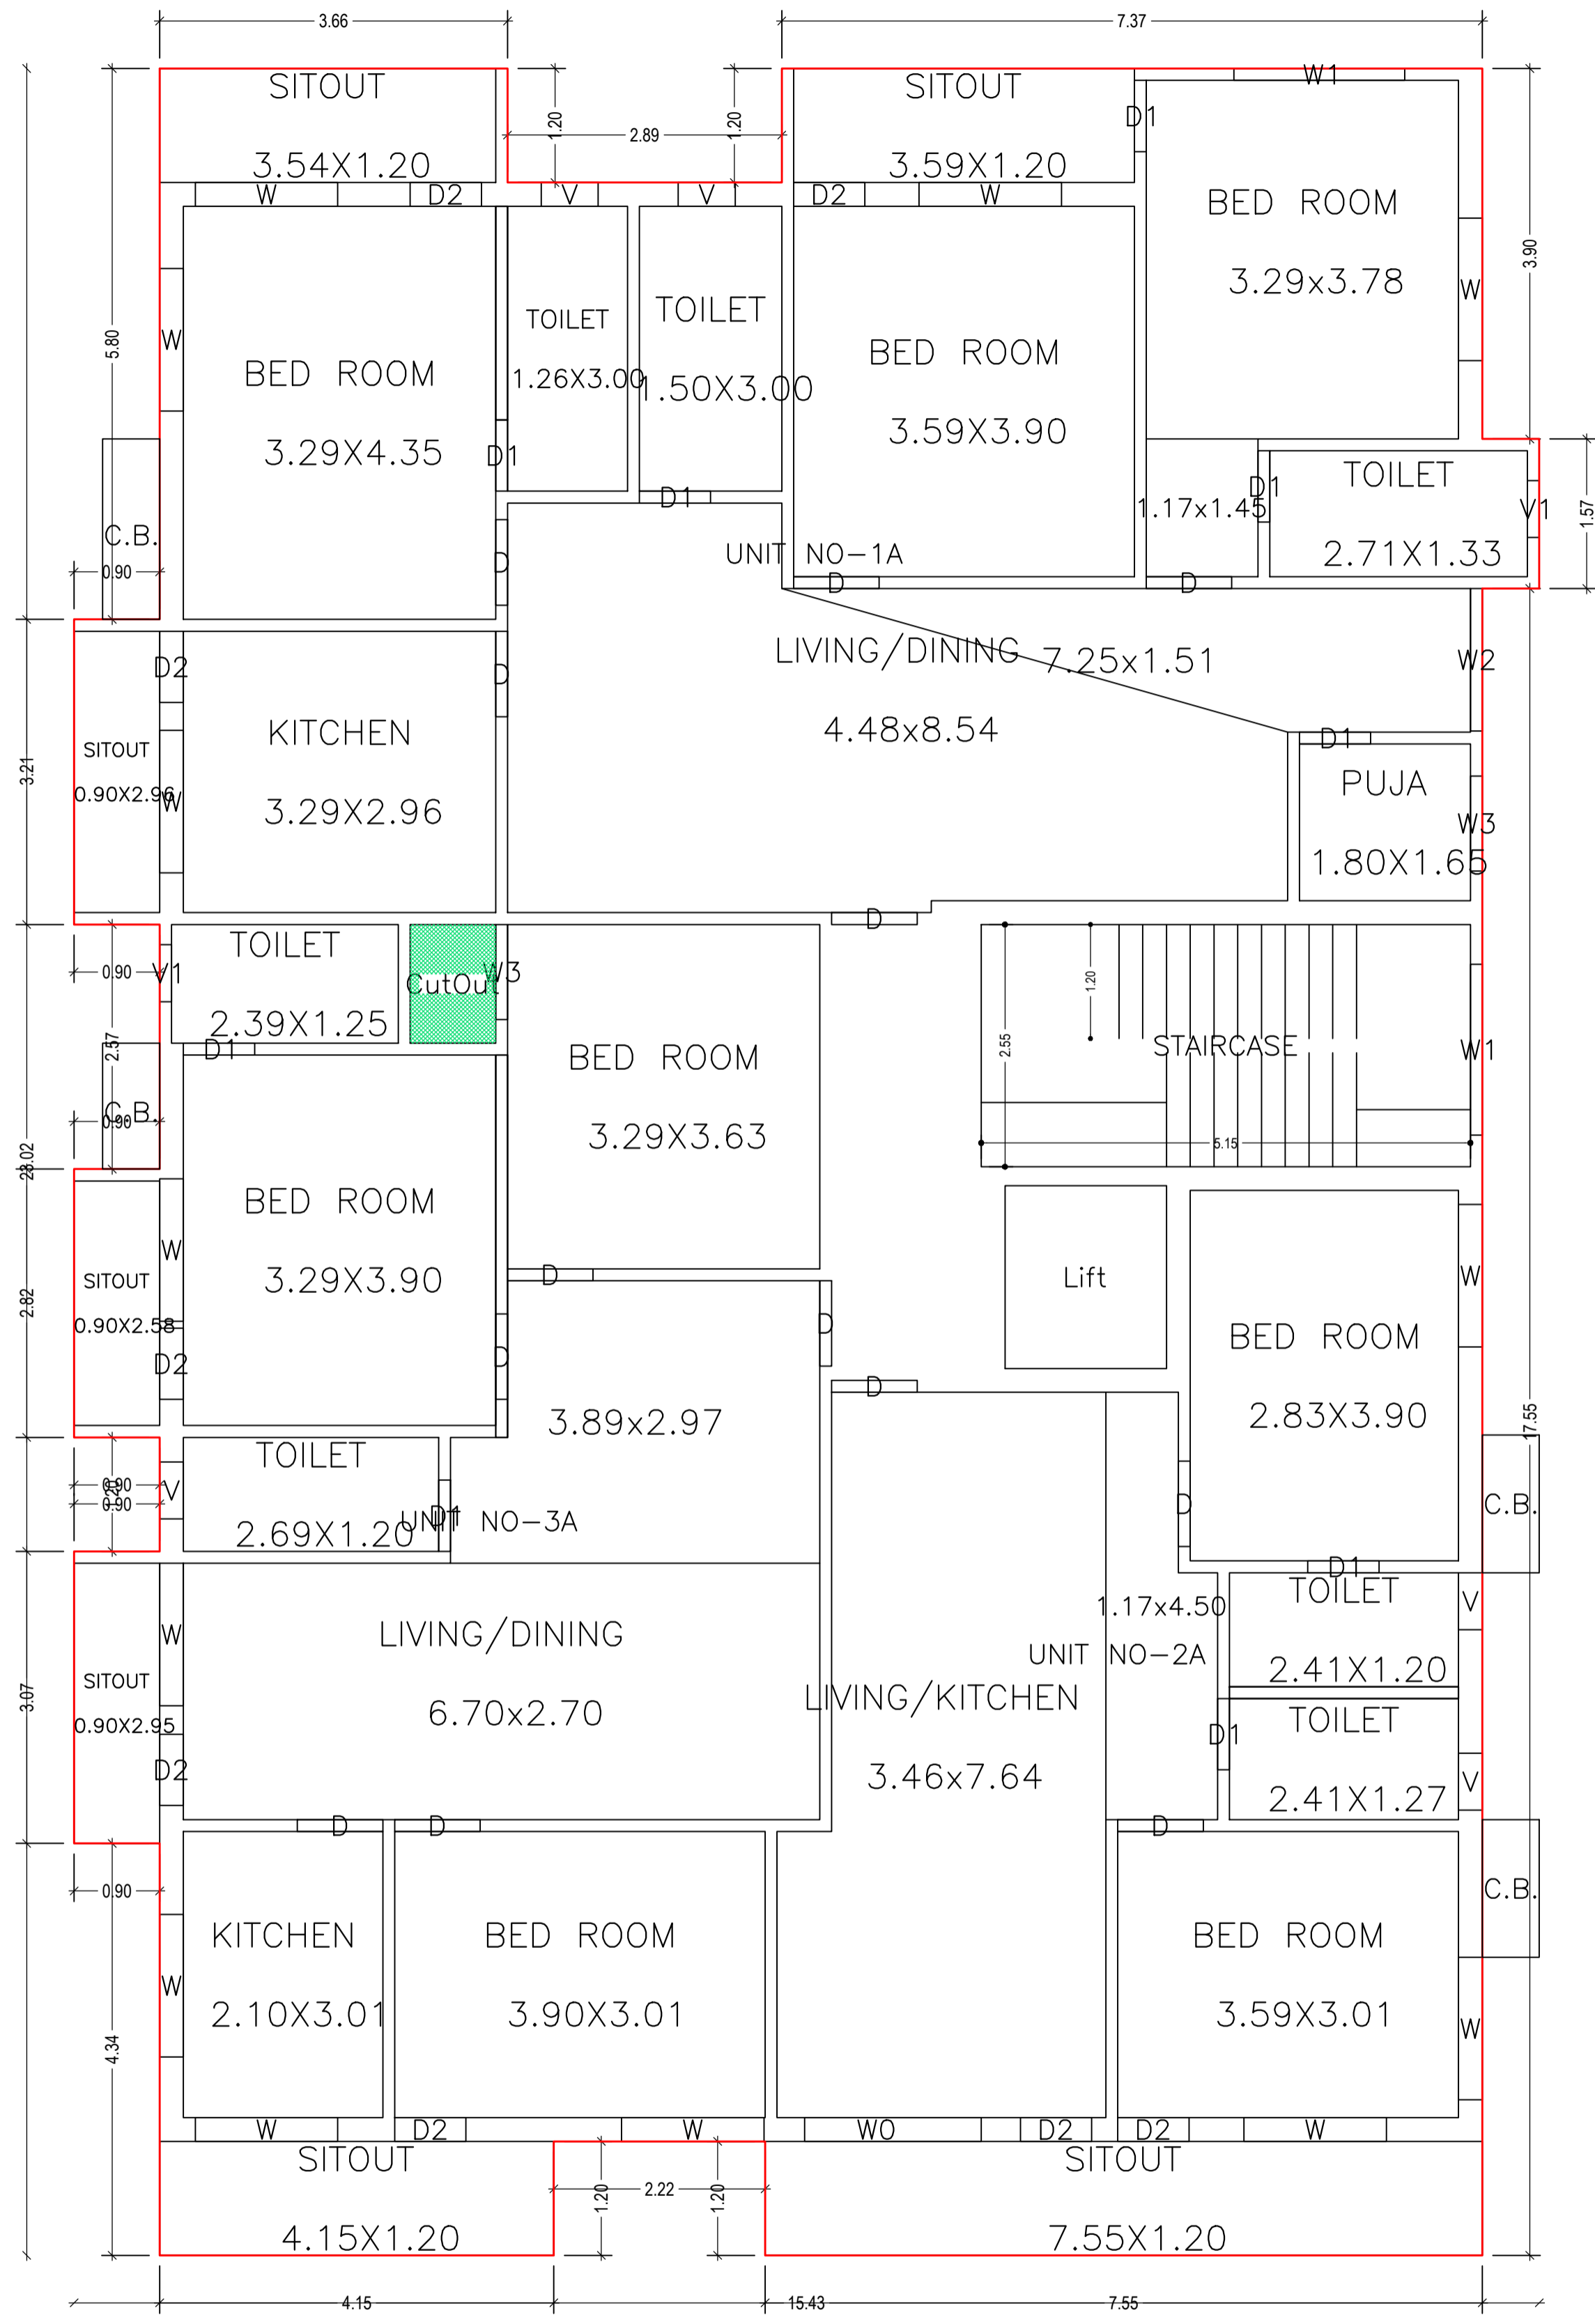 3.66
7.37
SITOUT
3.54X1.20
1.20
2.89
1.20
SITOUT
3.59X1.20
W1
D1
W
D2
V
V
D2
W
BED ROOM
3.29x3.78
3.90
W
5.80
W
BED ROOM
3.29X4.35
TOILET
1.26X3.00
TOILET
1.50X3.00
BED ROOM
3.59X3.90
D1
D1
1.17x1.45
D1
TOILET
2.71X1.33
V1
1.57
C.B.
0.90
D
UNIT NO-1A
D
D
D2
D
LIVING/DINING
7.25x1.51
4.48x8.54
W2
SITOUT
0.90X2.96
W
KITCHEN
3.29X2.96
3.21
D1
PUJA
1.80X1.65
W3
D
TOILET
2.39X1.25
V1
0.90
CutOut
W3
D1
2.57
C.B.
0.90
BED ROOM
3.29X3.63
1.20
2.55
STAIRCASE
W1
5.15
23.02
BED ROOM
3.29X3.90
W
SITOUT
0.90X2.58
D2
2.82
D
D
D
Lift
W
BED ROOM
2.83X3.90
17.55
D
3.89x2.97
TOILET
2.69X1.20
V
0.90
0.90
1.20
D1
UNIT NO-3A
D
C.B.
D1
TOILET
2.41X1.20
V
1.17x4.50
UNIT NO-2A
W
LIVING/DINING
6.70x2.70
SITOUT
0.90X2.95
3.07
D2
LIVING/KITCHEN
3.46x7.64
D1
TOILET
2.41X1.27
V
D
D
D
0.90
C.B.
KITCHEN
2.10X3.01
W
BED ROOM
3.90X3.01
BED ROOM
3.59X3.01
W
4.34
W
D2
W
W0
D2
D2
W
SITOUT
4.15X1.20
1.20
2.22
1.20
SITOUT
7.55X1.20
4.15
15.43
7.55